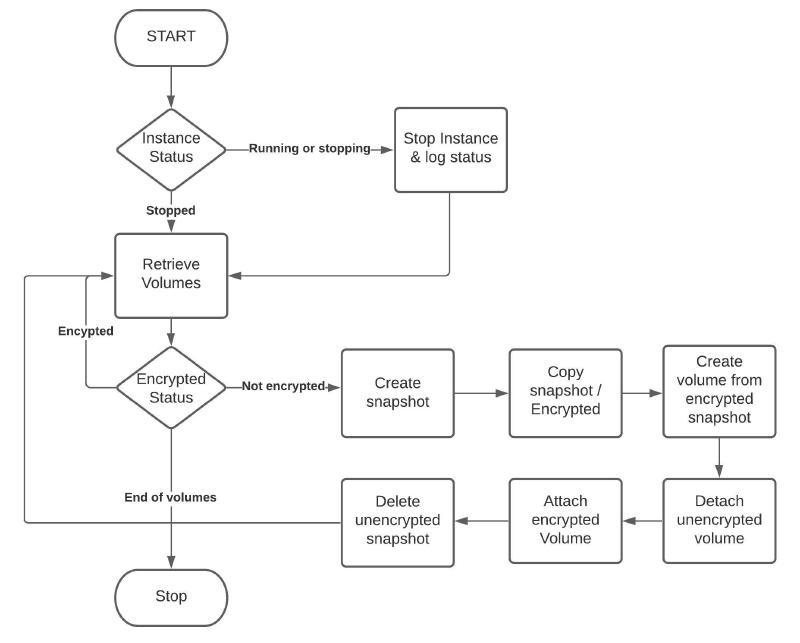 START
Instance
Status
Running or stopping
Stop Instance
& log status
Stopped
Retrieve
Volumes
Encypted
Encrypted
Status
Not encrypted
Create
snapshot
Copy
snapshot /
Encrypted
Create
volume from
encrypted
snapshot
Detach
unencrypted
volume
Attach
encrypted
Volume
Delete
unencrypted
snapshot
End of volumes
Stop